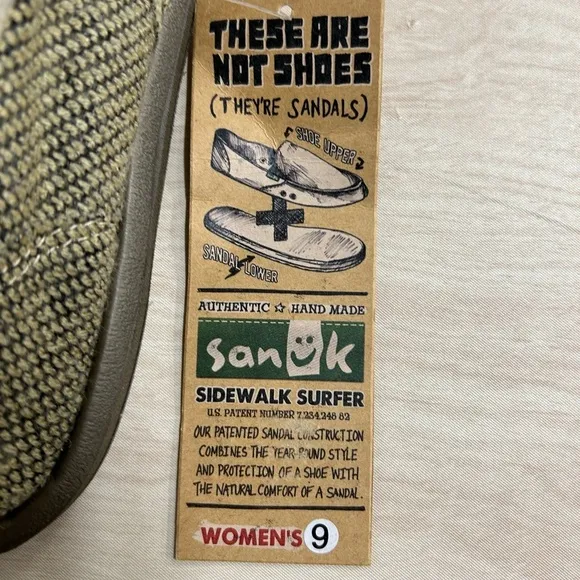 THESE ARE
NOT SHOES
(THEY'RE SANDALS)
SHOE UPPER
SANDAL LOWER
AUTHENTIC ☆ HAND MADE
sanuk
SIDEWALK SURFER
U.S. PATENT NUMBER 7.234.248 B2
OUR PATENTED SANDAL CONSTRUCTION
COMBINES THE YEAR-ROUND STYLE
AND PROTECTION OF A SHOE WITH
THE NATURAL COMFORT OF A SANDAL.
WOMEN'S 9